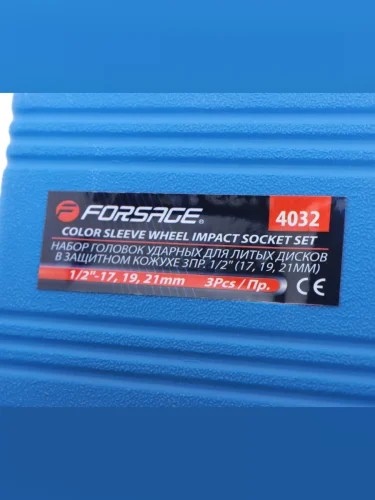 FORSAGE® 4032
COLOR SLEEVE WHEEL IMPACT SOCKET SET
НАБОР ГОЛОВОК УДАРНЫХ ДЛЯ ЛИТЫХ ДИСКОВ
В ЗАЩИТНОМ КОЖУХЕ 3ПР. 1/2" (17, 19, 21ММ)
1/2"-17, 19, 21mm 3Pcs / Пр. CE